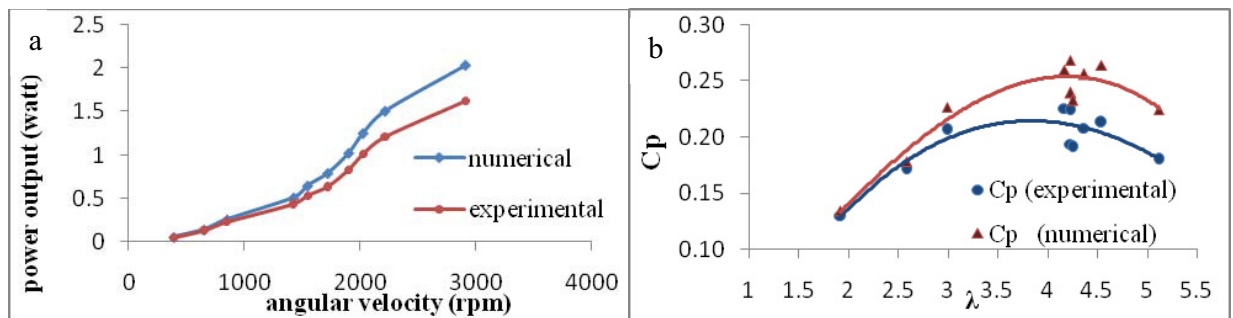 a
power output (watt)
2.5
2
1.5
1
0.5
0
0
1000
2000
3000
4000
angular velocity (rpm)
numerical
experimental
b
Cp
0.30
0.25
0.20
0.15
0.10
1
1.5
2
2.5
3
3.5
4
4.5
5
5.5
λ
Cp (experimental)
Cp (numerical)